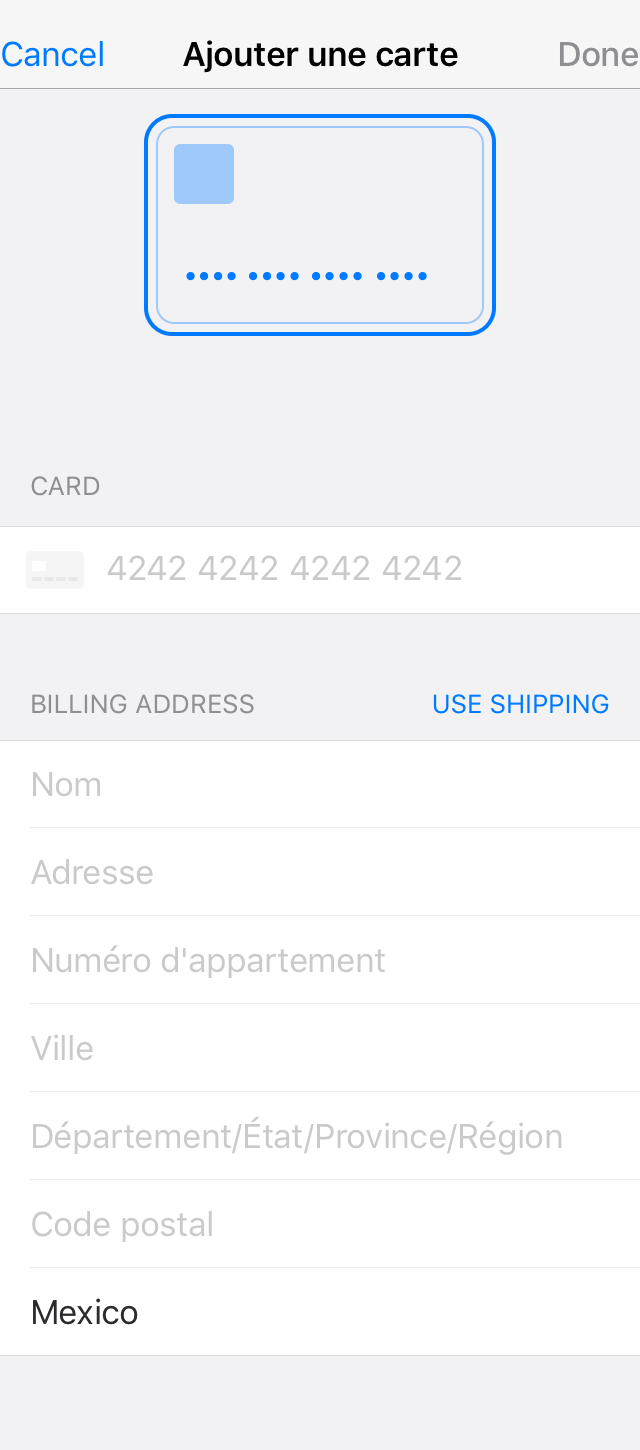 Cancel Ajouter une carte Done
•••• •••• •••• ••••
CARD
4242 4242 4242 4242
BILLING ADDRESS USE SHIPPING
Nom
Adresse
Numéro d'appartement
Ville
Département/État/Province/Région
Code postal
Mexico